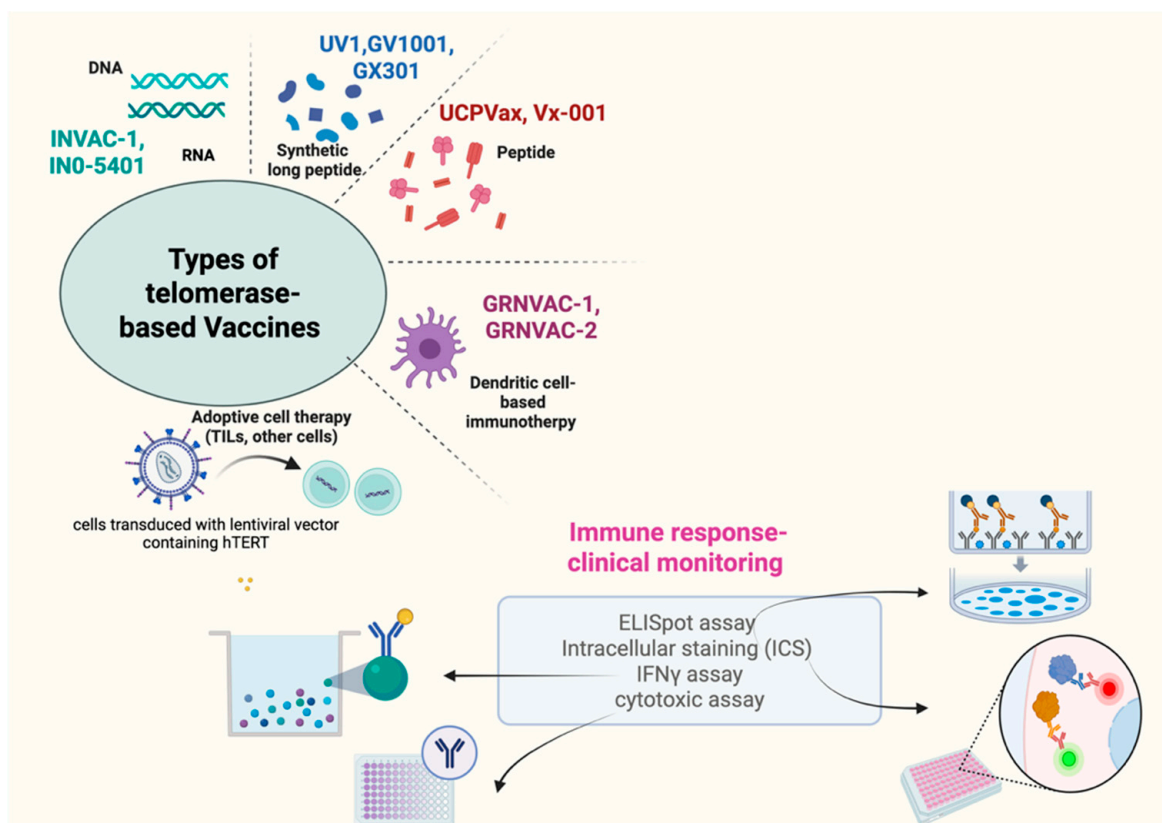 DNA
INVAC-1,
IN0-5401
RNA
UV1,GV1001,
GX301
Synthetic
long peptide
UCPVax, Vx-001
Peptide
Types of
telomerase-
based Vaccines
GRNVAC-1,
GRNVAC-2
Dendritic cell-
based
immunotherpy
Adoptive cell therapy
(TILs, other cells)
cells transduced with lentiviral vector
containing hTERT
Immune response-
clinical monitoring
ELISpot assay
Intracellular staining (ICS)
IFNγ assay
cytotoxic assay